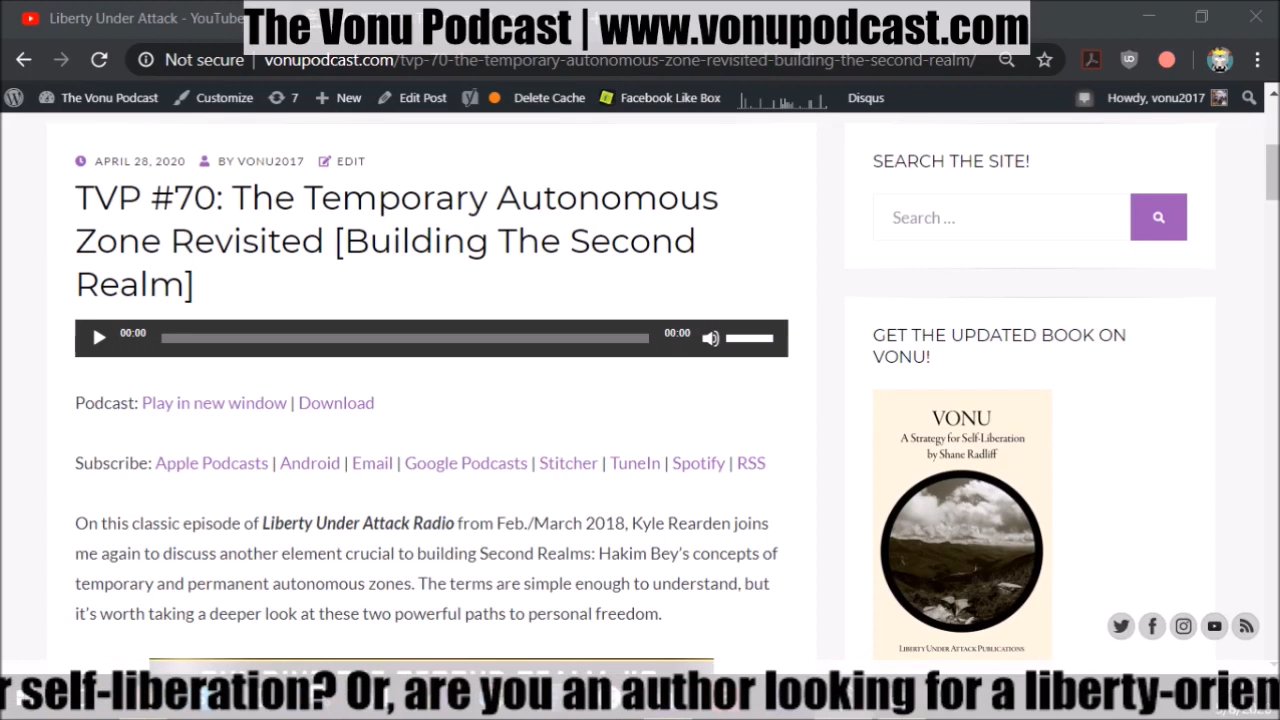 Liberty Under Attack - YouTube
The Vonu Podcast | www.vonupodcast.com
Not secure | vonupodcast.com/tvp-70-the-temporary-autonomous-zone-revisited-building-the-second-realm/
The Vonu Podcast Customize 7 New Edit Post Delete Cache Facebook Like Box Disqus Howdy, vonu2017
APRIL 28, 2020 BY VONU2017 EDIT
TVP #70: The Temporary Autonomous
Zone Revisited [Building The Second
Realm]
00:00 00:00
Podcast: Play in new window | Download
Subscribe: Apple Podcasts | Android | Email | Google Podcasts | Stitcher | TuneIn | Spotify | RSS
On this classic episode of Liberty Under Attack Radio from Feb./March 2018, Kyle Rearden joins
me again to discuss another element crucial to building Second Realms: Hakim Bey's concepts of
temporary and permanent autonomous zones. The terms are simple enough to understand, but
it's worth taking a deeper look at these two powerful paths to personal freedom.
SEARCH THE SITE!
Search ...
GET THE UPDATED BOOK ON
VONU!
VONU
A Strategy for Self-Liberation
by Shane Radliff
LIBERTY UNDER ATTACK PUBLICATIONS
r self-liberation? Or, are you an author looking for a liberty-orien